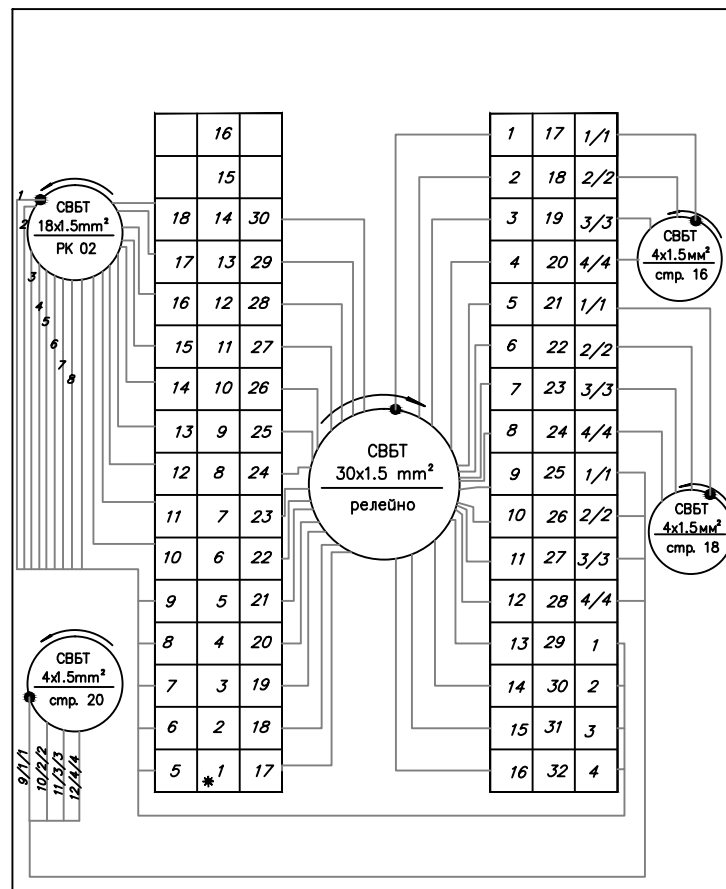 16
15
18 14 30
17 13 29
16 12 28
15 11 27
14 10 26
13 9 25
12 8 24
11 7 23
10 6 22
9 5 21
8 4 20
7 3 19
6 2 18
5 *1 17
1 17 1/1
2 18 2/2
3 19 3/3
4 20 4/4
5 21 1/1
6 22 2/2
7 23 3/3
8 24 4/4
9 25 1/1
10 26 2/2
11 27 3/3
12 28 4/4
13 29 1
14 30 2
15 31 3
16 32 4
СВБТ
18x1.5mm²
РК 02
1
2
3
4
5
6
7
8
СВБТ
4x1.5mm²
стр. 20
9/1/1
10/2/2
11/3/3
12/4/4
СВБТ
30x1.5 mm²
релейно
СВБТ
4x1.5мм²
стр. 16
СВБТ
4x1.5мм²
стр. 18